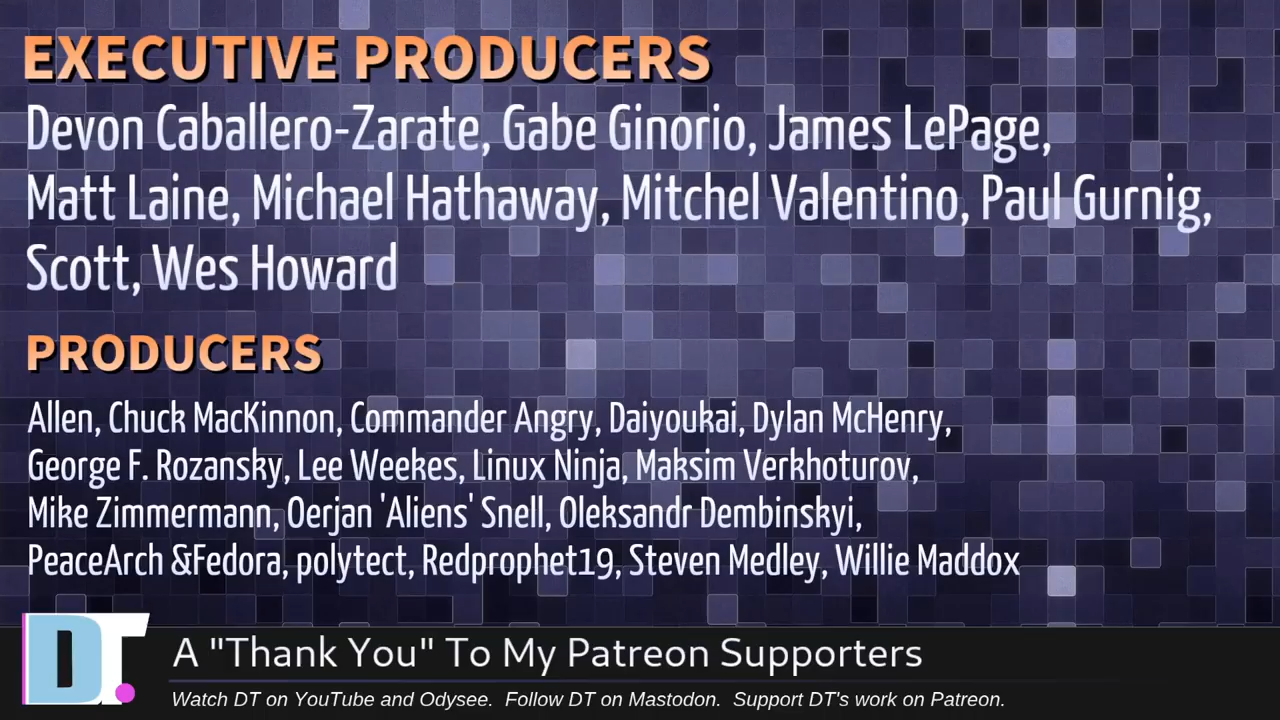 EXECUTIVE PRODUCERS
Devon Caballero-Zarate, Gabe Ginorio, James LePage,
Matt Laine, Michael Hathaway, Mitchel Valentino, Paul Gurnig,
Scott, Wes Howard
PRODUCERS
Allen, Chuck MacKinnon, Commander Angry, Daiyoukai, Dylan McHenry,
George F. Rozansky, Lee Weekes, Linux Ninja, Maksim Verkhoturov,
Mike Zimmermann, Oerjan 'Aliens' Snell, Oleksandr Dembinskyi,
PeaceArch &Fedora, polytect, Redprophet19, Steven Medley, Willie Maddox
DT.
A "Thank You" To My Patreon Supporters
Watch DT on YouTube and Odysee. Follow DT on Mastodon. Support DT's work on Patreon.